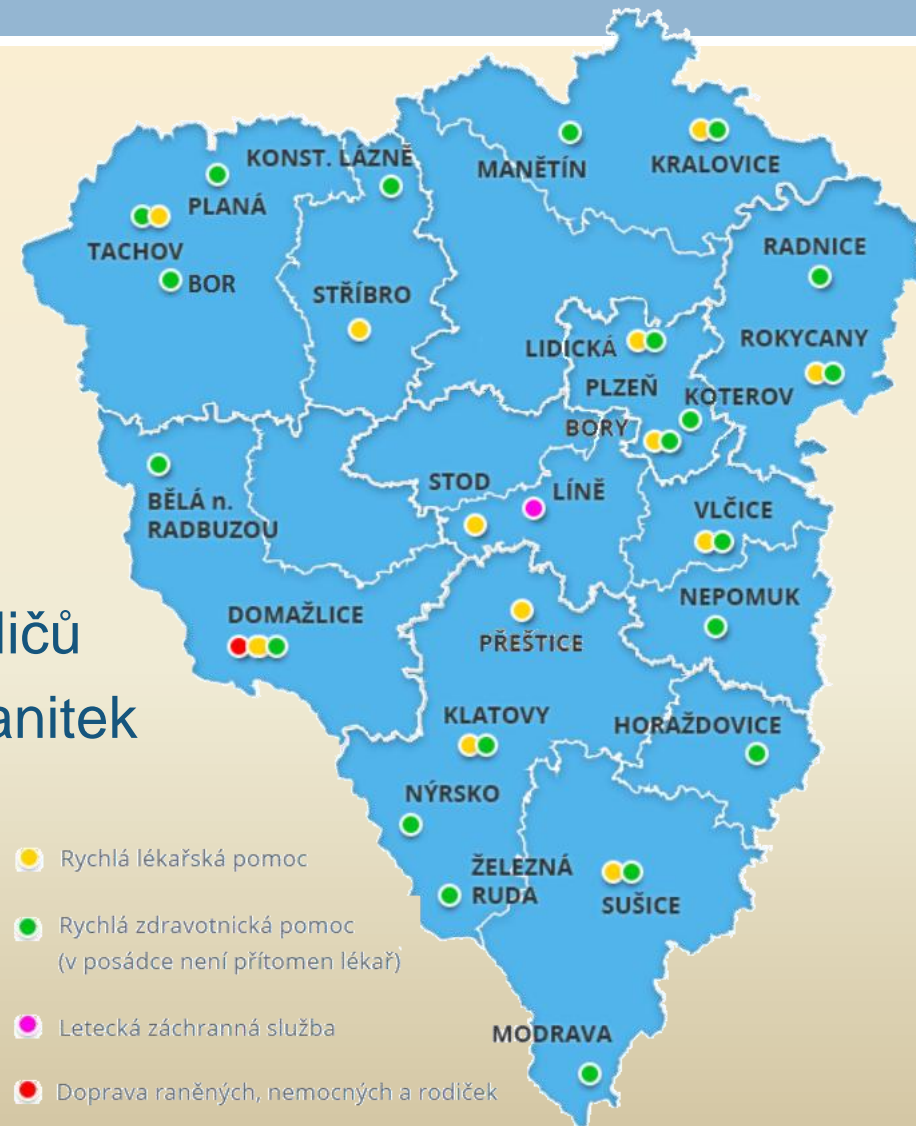 KONST. LÁZNĚ
MANĚTÍN
KRALOVICE
PLANÁ
TACHOV
BOR
RADNICE
STŘÍBRO
ROKYCANY
LIDICKÁ
PLZEŇ
KOTEROV
BORY
STOD
LÍNĚ
BĚLÁ n.
RADBUZOU
VLČICE
NEPOMUK
DOMAŽLICE
PŘEŠTICE
ličů
anitek
KLATOVY
HORAŽDOVICE
NÝRSKO
ŽELEZNÁ
RUDA
SUŠICE
MODRAVA
Rychlá lékařská pomoc
Rychlá zdravotnická pomoc
(v posádce není přítomen lékař)
Letecká záchranná služba
Doprava raněných, nemocných a rodiček